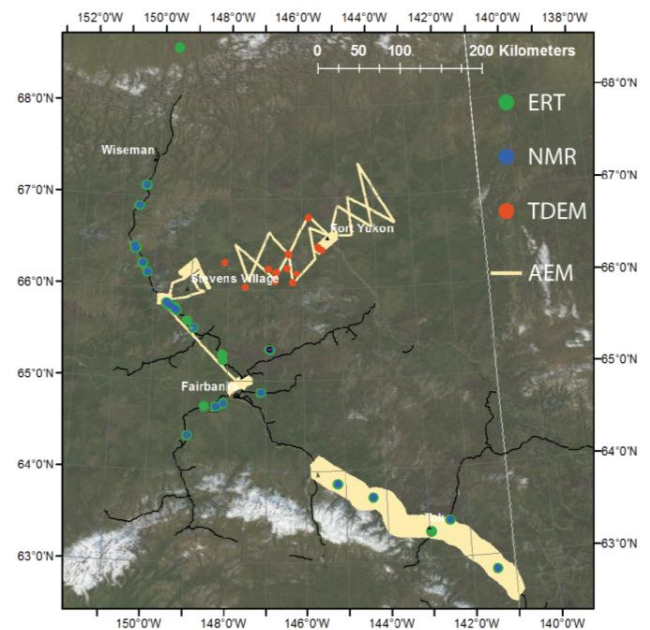 152°O'W 150°0'W 148°0'W 146°0'W 144°0'W 142°0'W 140°0'W 138°0'W
0 50 100 200 Kilometers
68°0'N 68°0'N
ERT
Wiseman
NMR
67°0'N 67°0'N
TDEM
Fort Yukon
66°0'N Stevens Village AEM 66°0'N
65°0'N 65°0'N
Fairban
64°0'N 64°0'N
63°0'N 63°0'N
150°0'W 148°0'W 146°0'W 144°0'W 142°0'W 140°0'W